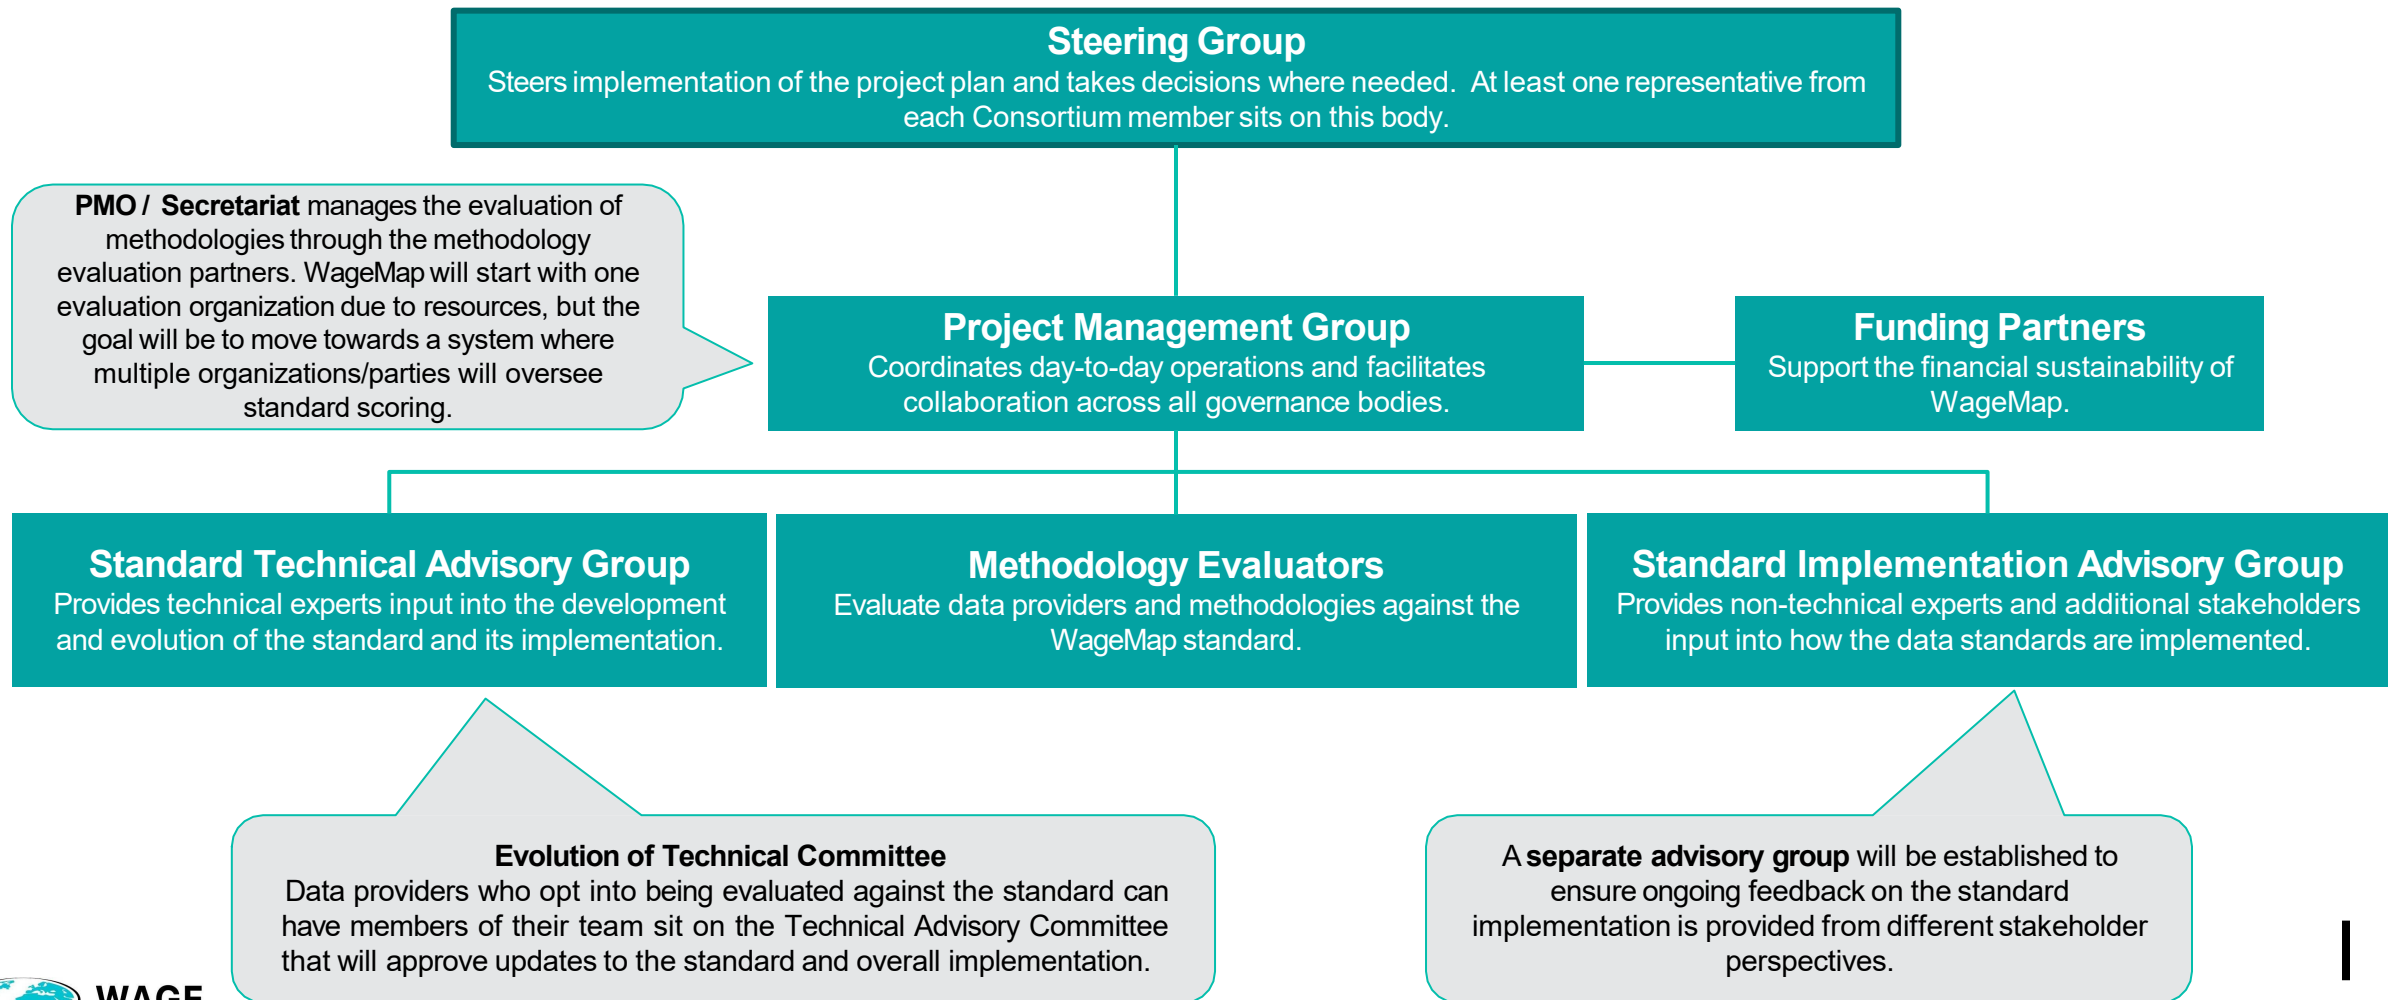 Steering Group
Steers implementation of the project plan and takes decisions where needed. At least one representative from
each Consortium member sits on this body.
PMO / Secretariat manages the evaluation of
methodologies through the methodology
evaluation partners. WageMap will start with one
evaluation organization due to resources, but the
goal will be to move towards a system where
multiple organizations/parties will oversee
standard scoring.
Project Management Group
Coordinates day-to-day operations and facilitates
collaboration across all governance bodies.
Funding Partners
Support the financial sustainability of
WageMap.
Standard Technical Advisory Group
Provides technical experts input into the development
and evolution of the standard and its implementation.
Methodology Evaluators
Evaluate data providers and methodologies against the
WageMap standard.
Standard Implementation Advisory Group
Provides non-technical experts and additional stakeholders
input into how the data standards are implemented.
Evolution of Technical Committee
Data providers who opt into being evaluated against the standard can
have members of their team sit on the Technical Advisory Committee
that will approve updates to the standard and overall implementation.
A separate advisory group will be established to
ensure ongoing feedback on the standard
implementation is provided from different stakeholder
perspectives.
WAGE